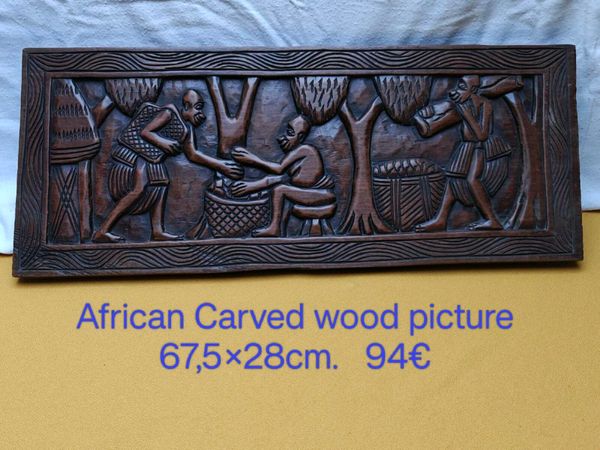 African Carved wood picture
67,5×28cm. 94€